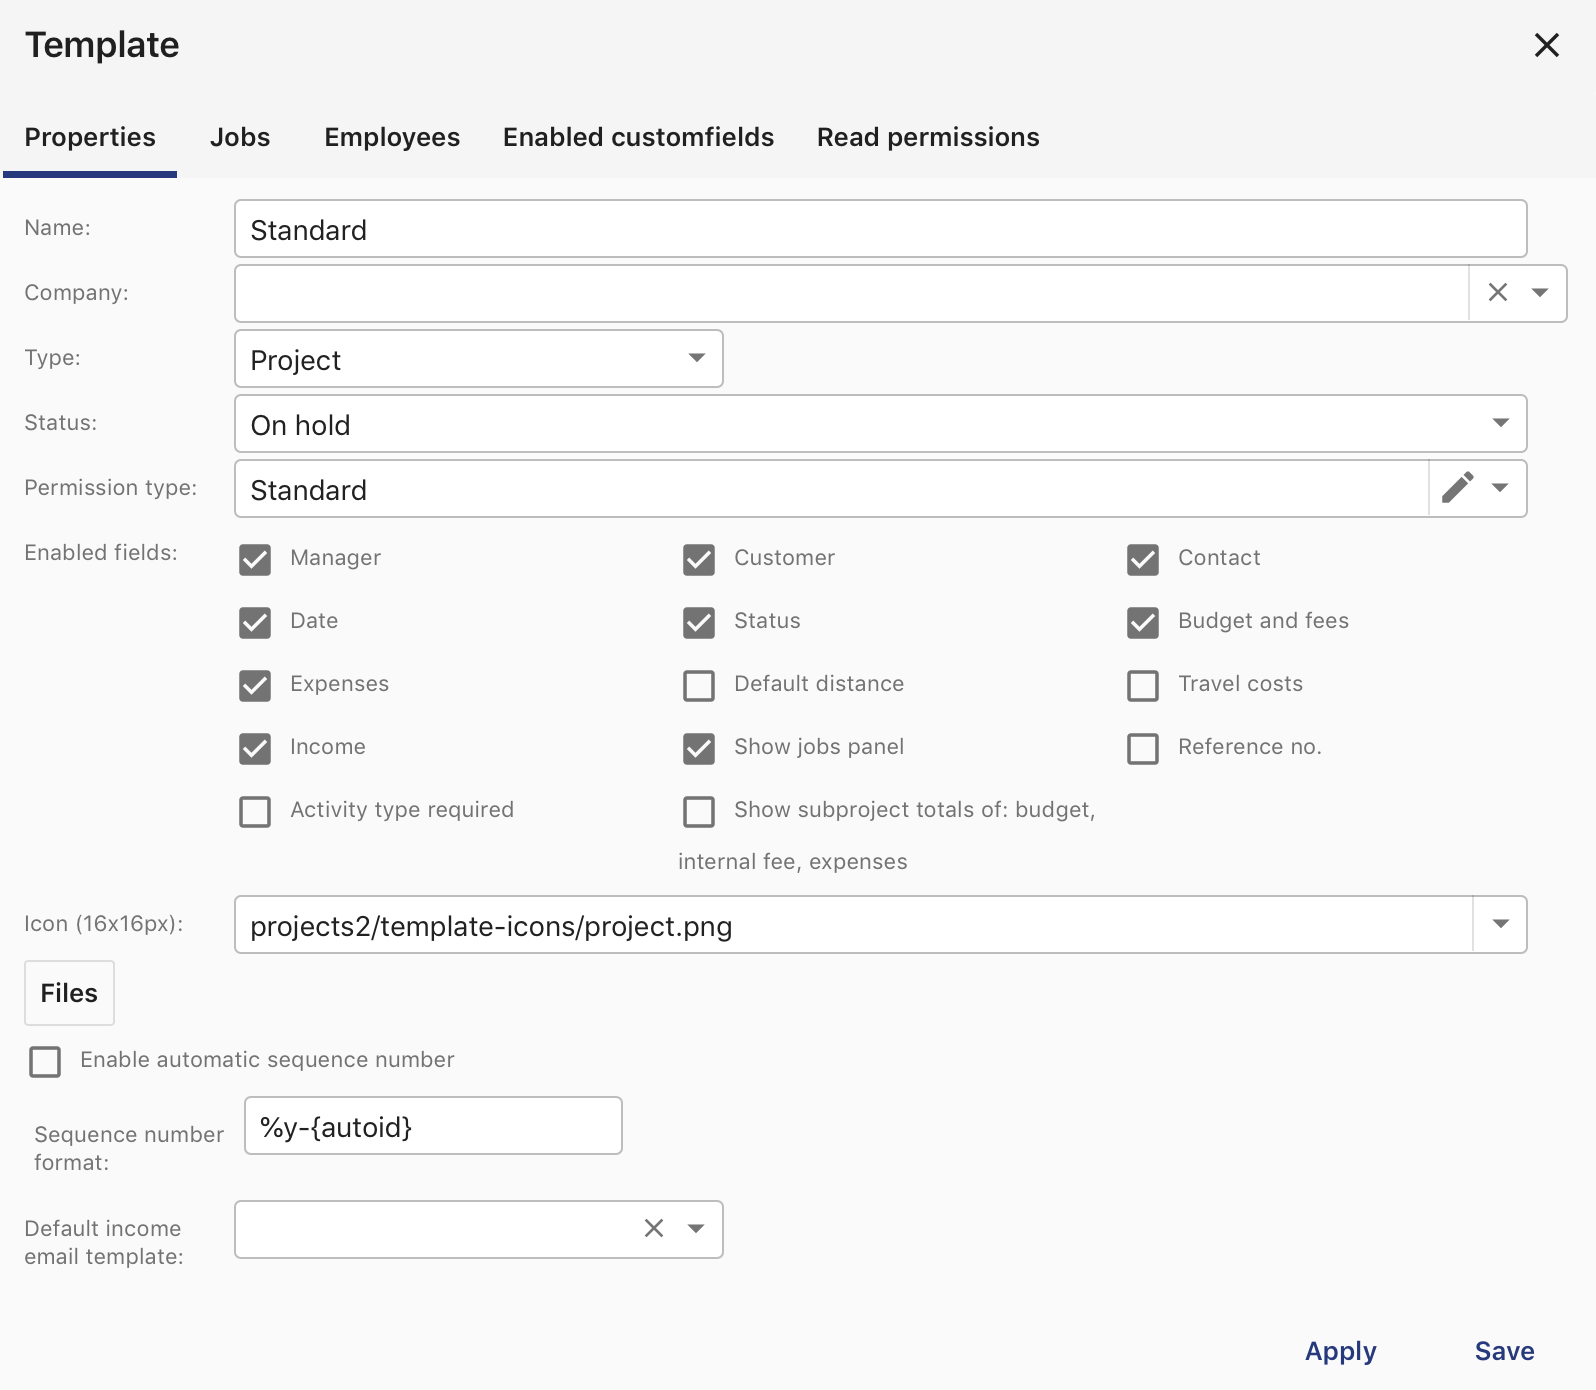 Template
Properties Jobs Employees Enabled customfields Read permissions
Name: Standard
Company:
Type: Project
Status: On hold
Permission type: Standard
Enabled fields: Manager Customer Contact
Date Status Budget and fees
Expenses Default distance Travel costs
Income Show jobs panel Reference no.
Activity type required Show subproject totals of: budget,
internal fee, expenses
Icon (16x16px): projects2/template-icons/project.png
Files
Enable automatic sequence number
Sequence number
format:
%y-{autoid}
Default income
email template:
Apply Save